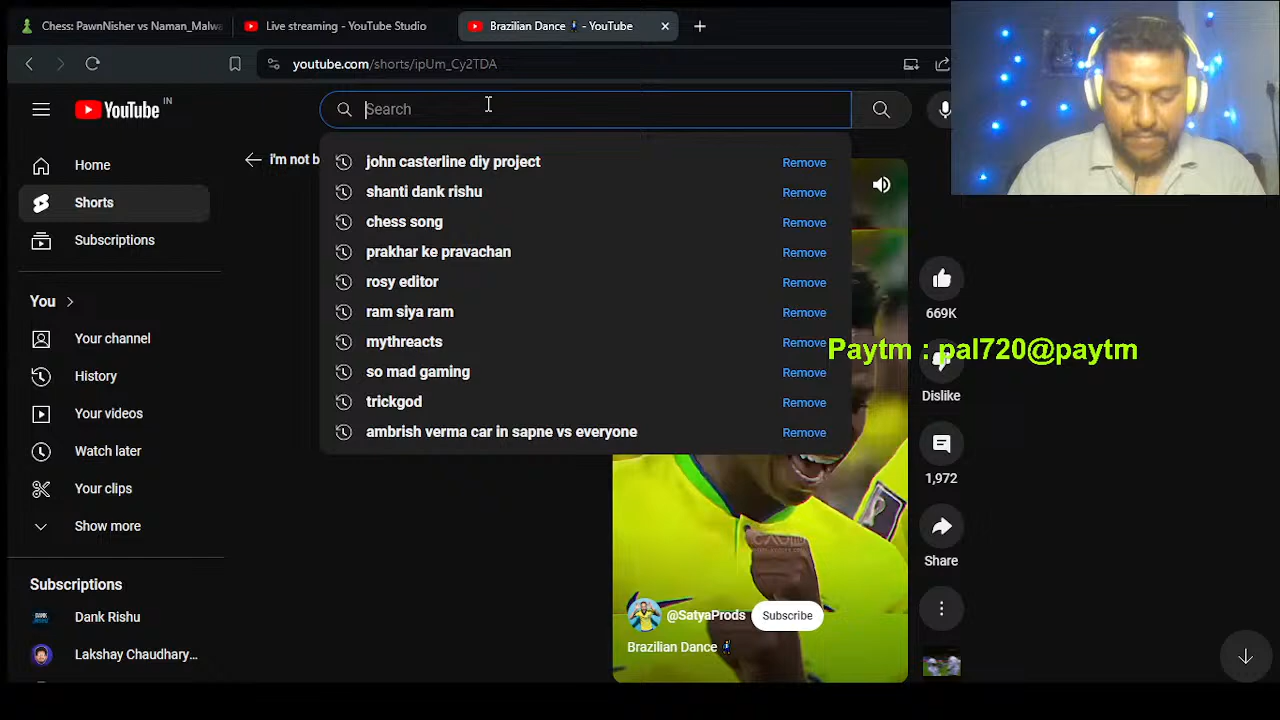 Chess: PawnNisher vs Naman_Malwa
Live streaming - YouTube Studio
Brazilian Dance - YouTube
youtube.com/shorts/ipUm_Cy2TDA
YouTube IN
Search
I'm not b
Home
Shorts
Subscriptions
You
Your channel
History
Your videos
Watch later
Your clips
Show more
Subscriptions
Dank Rishu
Lakshay Chaudhary...
john casterline diy project Remove
shanti dank rishu Remove
chess song Remove
prakhar ke pravachan Remove
rosy editor Remove
ram siya ram Remove
mythreacts Remove
so mad gaming Remove
trickgod Remove
ambrish verma car in sapne vs everyone Remove
669K
Paytm : pal720@paytm
Dislike
1,972
Share
@SatyaProds Subscribe
Brazilian Dance